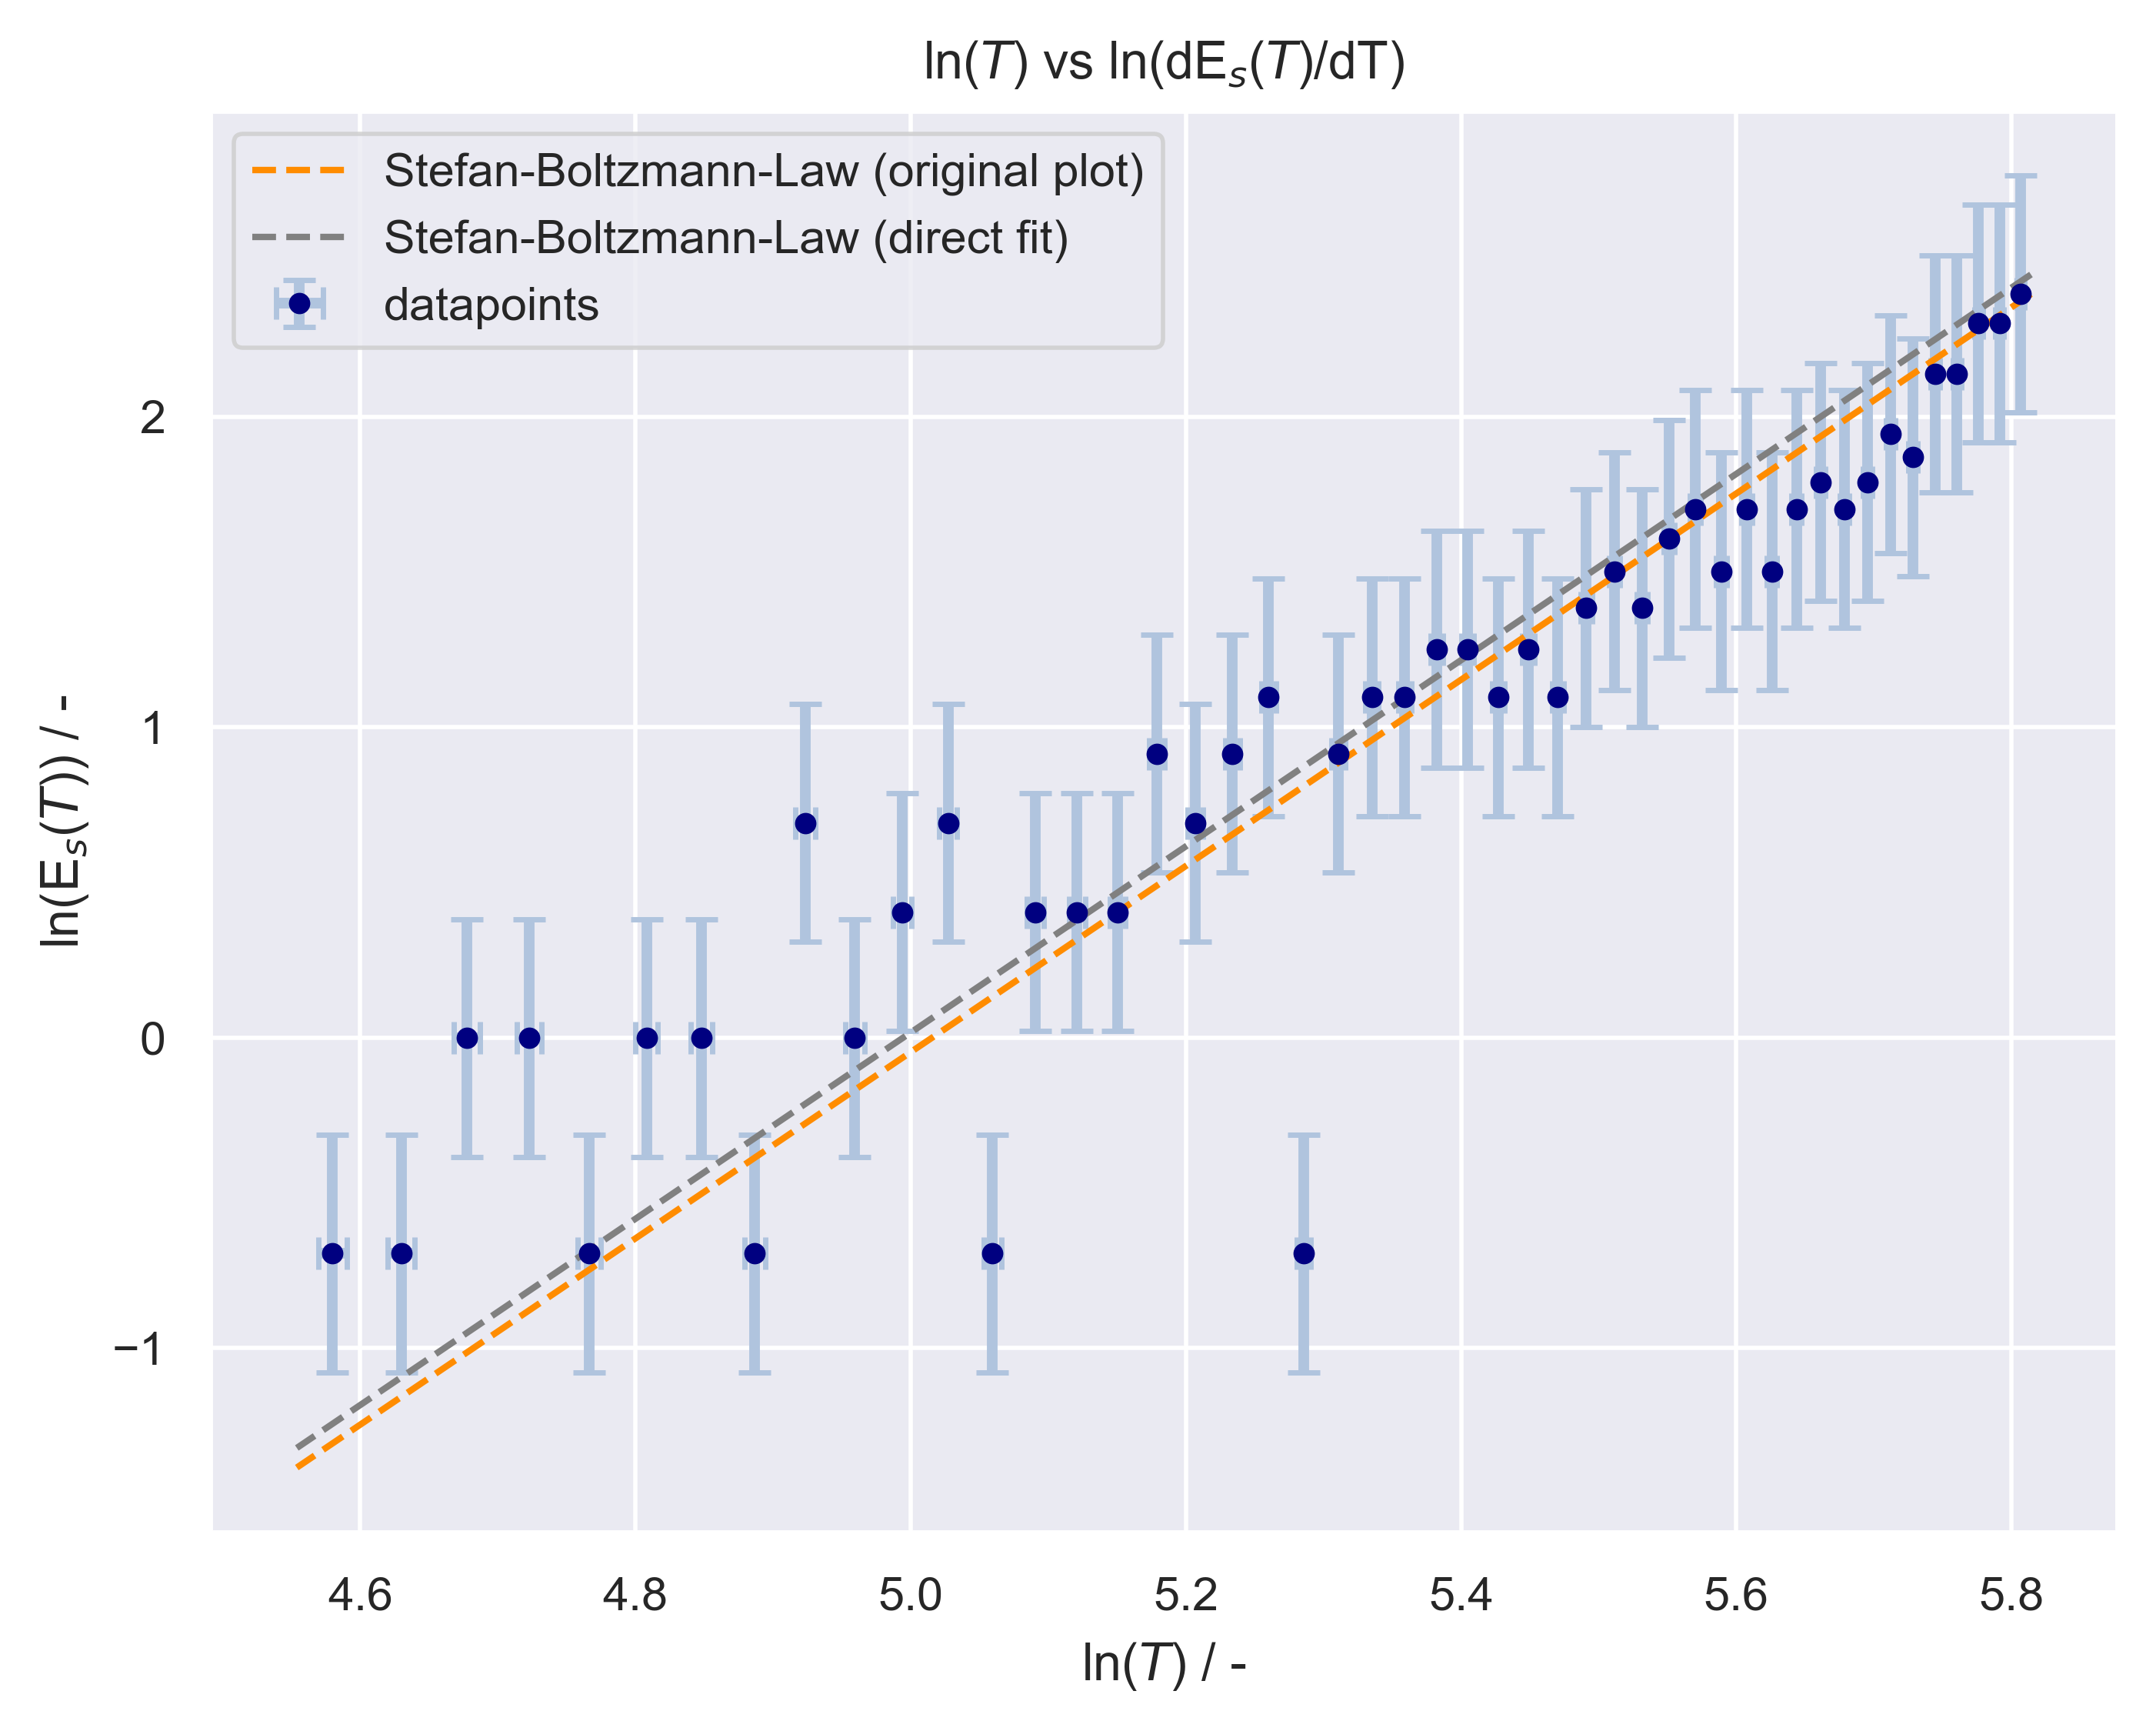 ln(T) vs ln(dEₛ(T)/dT)
Stefan-Boltzmann-Law (original plot)
Stefan-Boltzmann-Law (direct fit)
datapoints
ln(Eₛ(T)) / -
2
1
0
−1
4.6 4.8 5.0 5.2 5.4 5.6 5.8
ln(T) / -